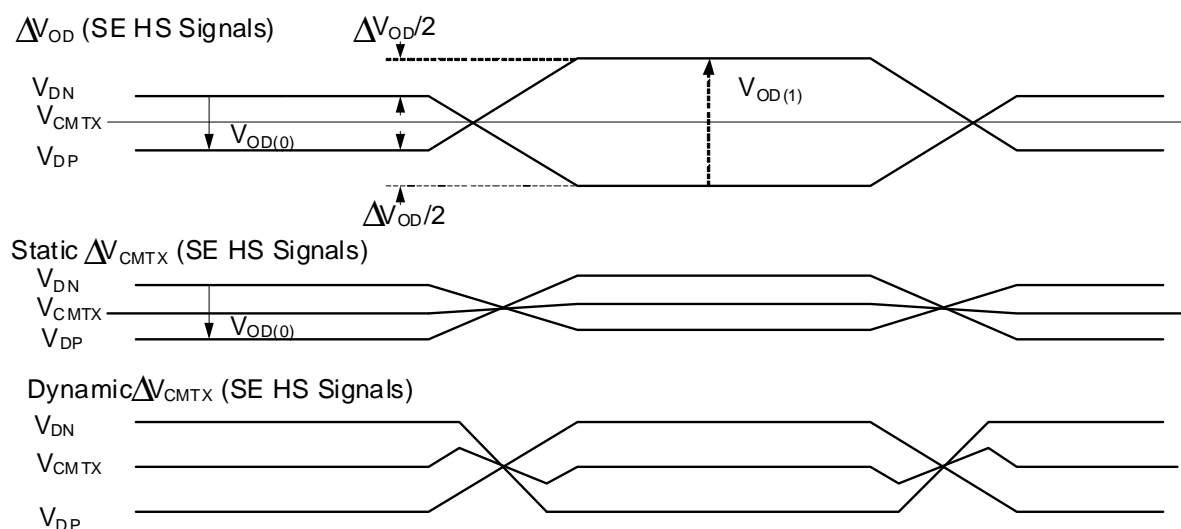 ΔV_OD (SE HS Signals)
ΔV_OD/2
V_DN
V_CMTX
V_OD(0)
V_OD(1)
V_DP
ΔV_OD/2
Static ΔV_CMTX (SE HS Signals)
V_DN
V_CMTX
V_OD(0)
V_DP
Dynamic ΔV_CMTX (SE HS Signals)
V_DN
V_CMTX
V_DP